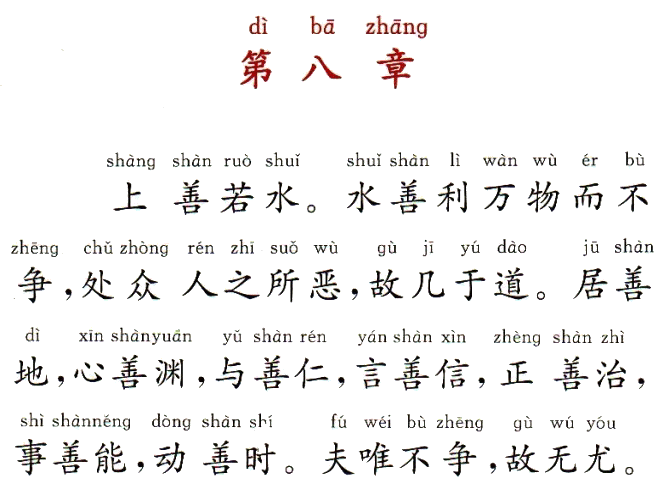 dì bā zhāng
第八章
shàng shàn ruò shuǐ shuǐ shàn lì wàn wù ér bù
上善若水。水善利万物而不
zhēng chǔ zhòng rén zhī suǒ wù gù jī yú dào jū shàn
争,处众人之所恶,故几于道。居善
dì xīn shànyuān yǔ shàn rén yán shàn xìn zhèng shàn zhì
地,心善渊,与善仁,言善信,正善治,
shì shànnéng dòng shàn shí fú wéi bù zhēng gù wú yóu
事善能,动善时。夫唯不争,故无尤。